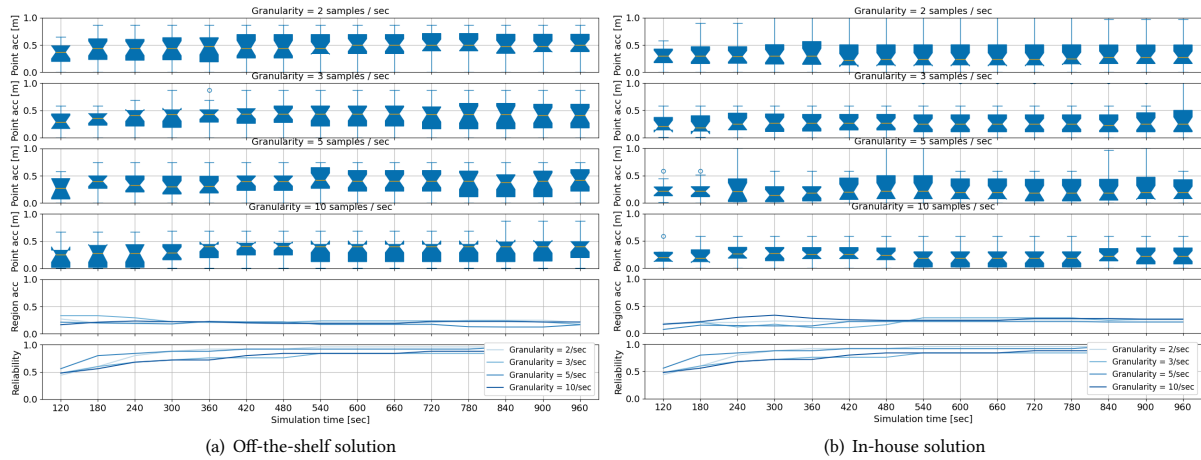 Granularity = 2 samples / sec
Point acc [m]
1.0
0.5
0.0
Granularity = 3 samples / sec
Point acc [m]
1.0
0.5
0.0
Granularity = 5 samples / sec
Point acc [m]
1.0
0.5
0.0
Granularity = 10 samples / sec
Point acc [m]
1.0
0.5
0.0
Region acc
1.0
0.5
0.0
Reliability
1.0
0.5
0.0
Granularity = 2/sec
Granularity = 3/sec
Granularity = 5/sec
Granularity = 10/sec
120 180 240 300 360 420 480 540 600 660 720 780 840 900 960
Simulation time [sec]
(a) Off-the-shelf solution
Granularity = 2 samples / sec
Point acc [m]
1.0
0.5
0.0
Granularity = 3 samples / sec
Point acc [m]
1.0
0.5
0.0
Granularity = 5 samples / sec
Point acc [m]
1.0
0.5
0.0
Granularity = 10 samples / sec
Point acc [m]
1.0
0.5
0.0
Region acc
1.0
0.5
0.0
Reliability
1.0
0.5
0.0
Granularity = 2/sec
Granularity = 3/sec
Granularity = 5/sec
Granularity = 10/sec
120 180 240 300 360 420 480 540 600 660 720 780 840 900 960
Simulation time [sec]
(b) In-house solution